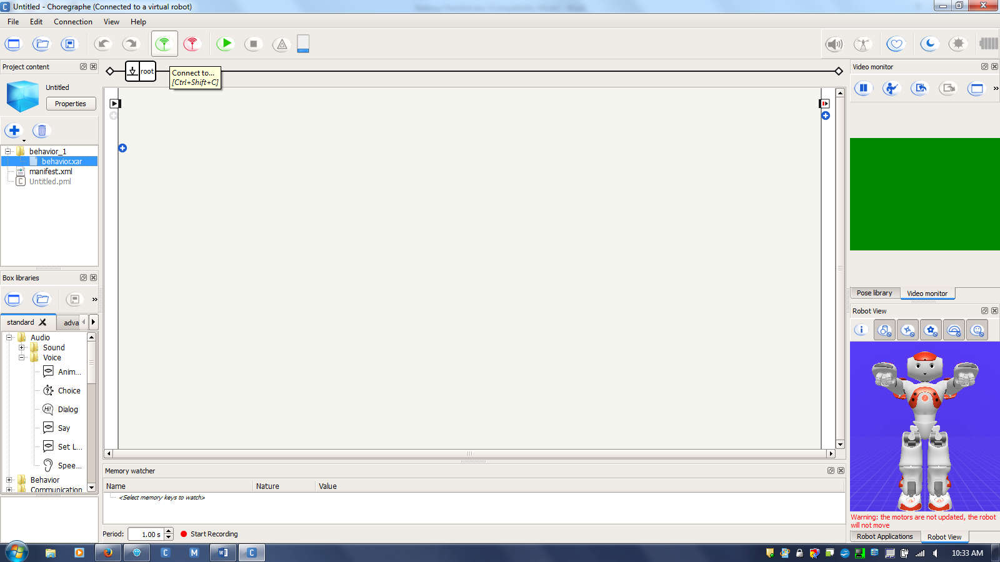 Untitled - Choregraphe (Connected to a virtual robot)
File Edit Connection View Help
Project content
Untitled
Properties
behavior_1
behavior.xar
manifest.xml
Untitled.pml
Box libraries
standard adva
Audio
Sound
Voice
Anim...
Choice
Hi!
Dialog
Say
Set L...
Spee...
Behavior
Communication
root
Connect to...
[Ctrl+Shift+C]
Memory watcher
Name Nature Value
<Select memory keys to watch>
Period: 1.00 s Start Recording
Video monitor
Pose library Video monitor
Robot View
Warning: the motors are not updated, the robot
will not move
Robot Applications Robot View
10:33 AM